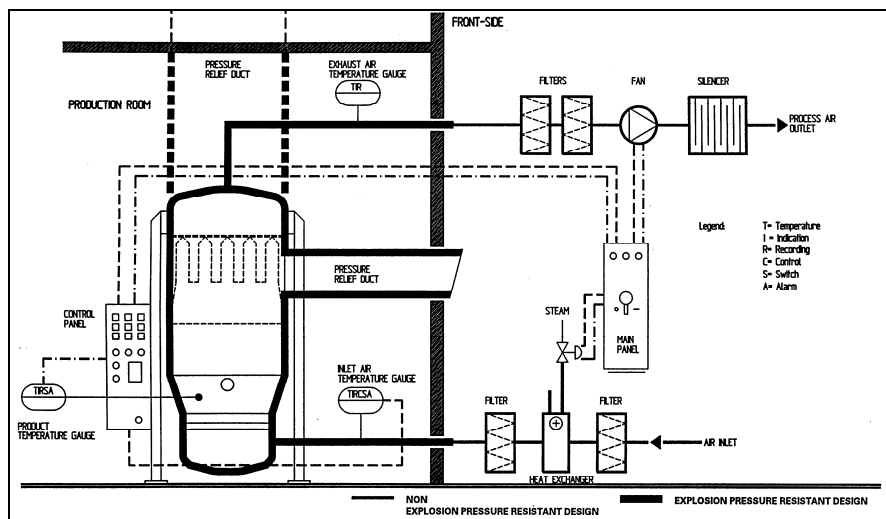 FRONT-SIDE
PRESSURE
RELIEF DUCT
EXHAUST AIR
TEMPERATURE GAUGE
TIR
PRODUCTION ROOM
FILTERS
FAN
SILENCER
PROCESS AIR
OUTLET
Legend:
T= Temperature
I = Indication
R= Recording
C= Control
S= Switch
A= Alarm
PRESSURE
RELIEF DUCT
CONTROL
PANEL
STEAM
MAIN
PANEL
INLET AIR
TEMPERATURE GAUGE
TIRCSA
TIRSA
PRODUCT
TEMPERATURE GAUGE
FILTER
FILTER
AIR INLET
HEAT EXCHANGER
NON
EXPLOSION PRESSURE RESISTANT DESIGN
EXPLOSION PRESSURE RESISTANT DESIGN